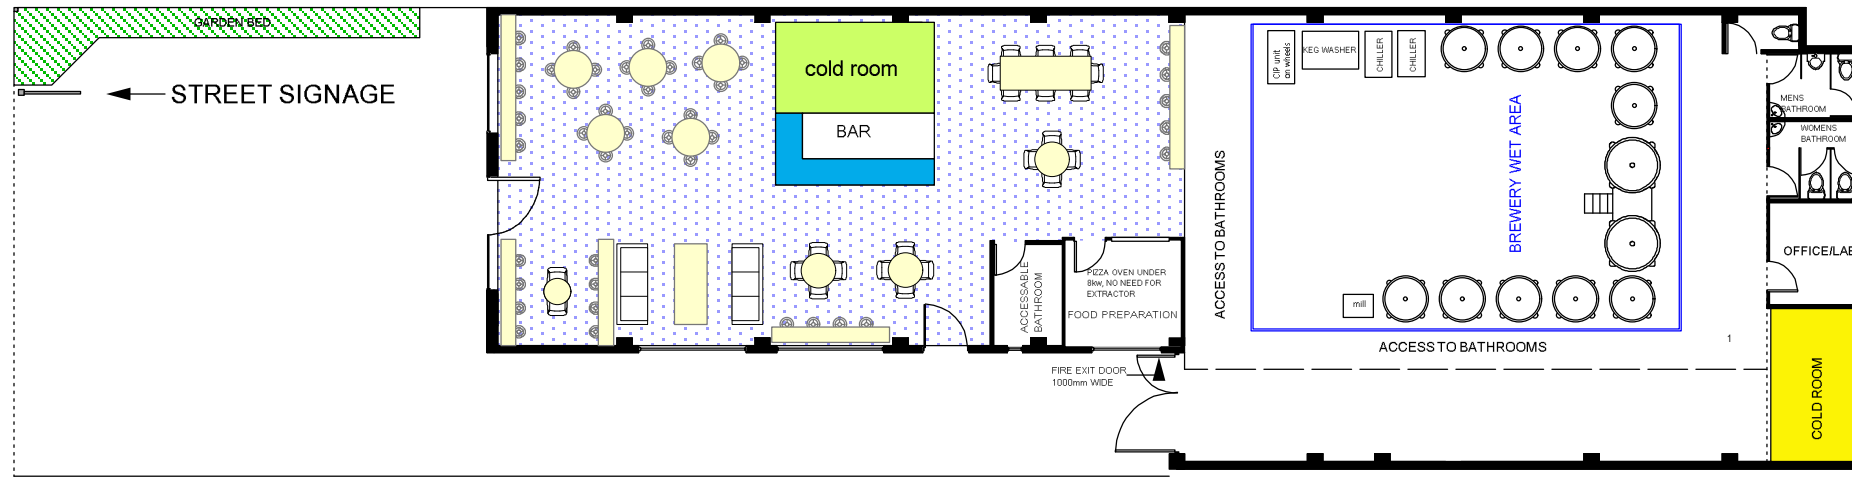 GARDEN BED
STREET SIGNAGE
cold room
BAR
ACCESSABLE
BATHROOM
PIZZA OVEN UNDER
8kw, NO NEED FOR
EXTRACTOR
FOOD PREPARATION
FIRE EXIT DOOR
1000mm WIDE
ACCESS TO BATHROOMS
CIP unit
on wheels
KEG WASHER
CHILLER
CHILLER
BREWERY WET AREA
mill
ACCESS TO BATHROOMS
1
MENS
BATHROOM
WOMENS
BATHROOM
OFFICE/LAB
COLD ROOM